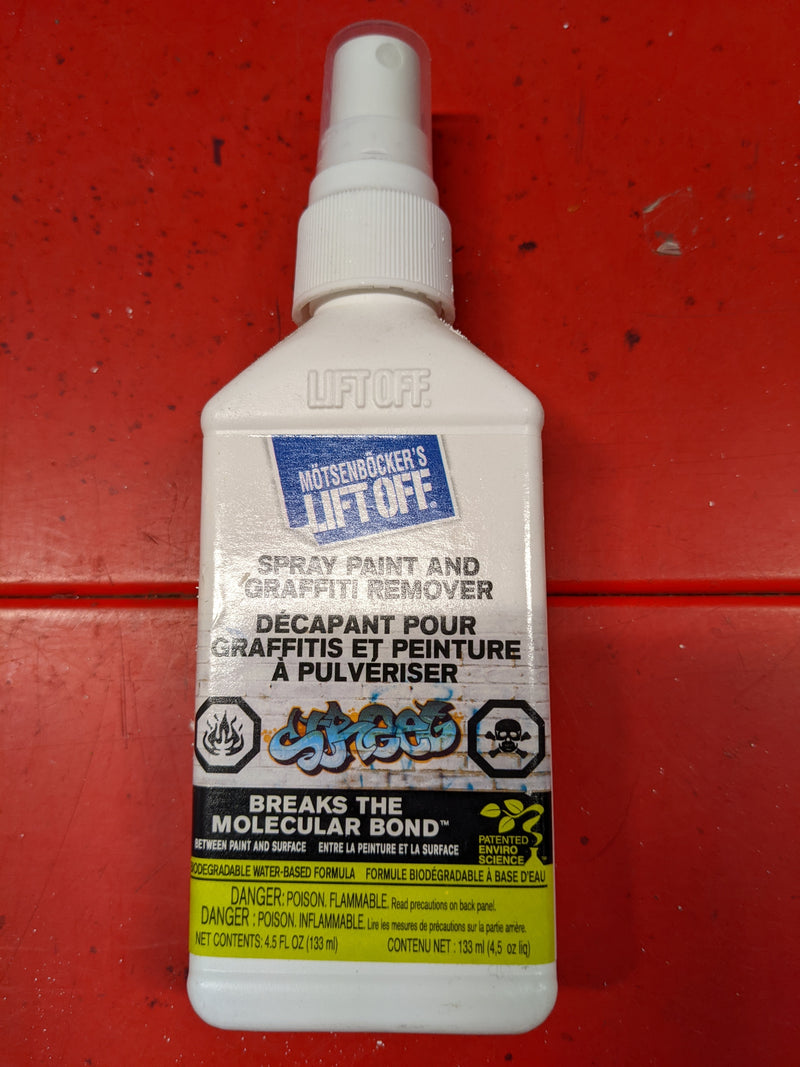 LIFT OFF.
MÖTSENBÖCKER'S
LIFT OFF.
SPRAY PAINT AND
GRAFFITI REMOVER
DÉCAPANT POUR
GRAFFITIS ET PEINTURE
À PULVÉRISER
STREET
BREAKS THE
MOLECULAR BOND™
BETWEEN PAINT AND SURFACE ENTRE LA PEINTURE ET LA SURFACE
PATENTED
ENVIRO
SCIENCE
BIODEGRADABLE WATER-BASED FORMULA FORMULE BIODÉGRADABLE À BASE D'EAU
DANGER: POISON. FLAMMABLE. Read precautions on back panel.
DANGER : POISON. INFLAMMABLE. Lire les mesures de précautions sur la partie arrière.
NET CONTENTS: 4.5 FL OZ (133 ml) CONTENU NET : 133 ml (4,5 oz liq)